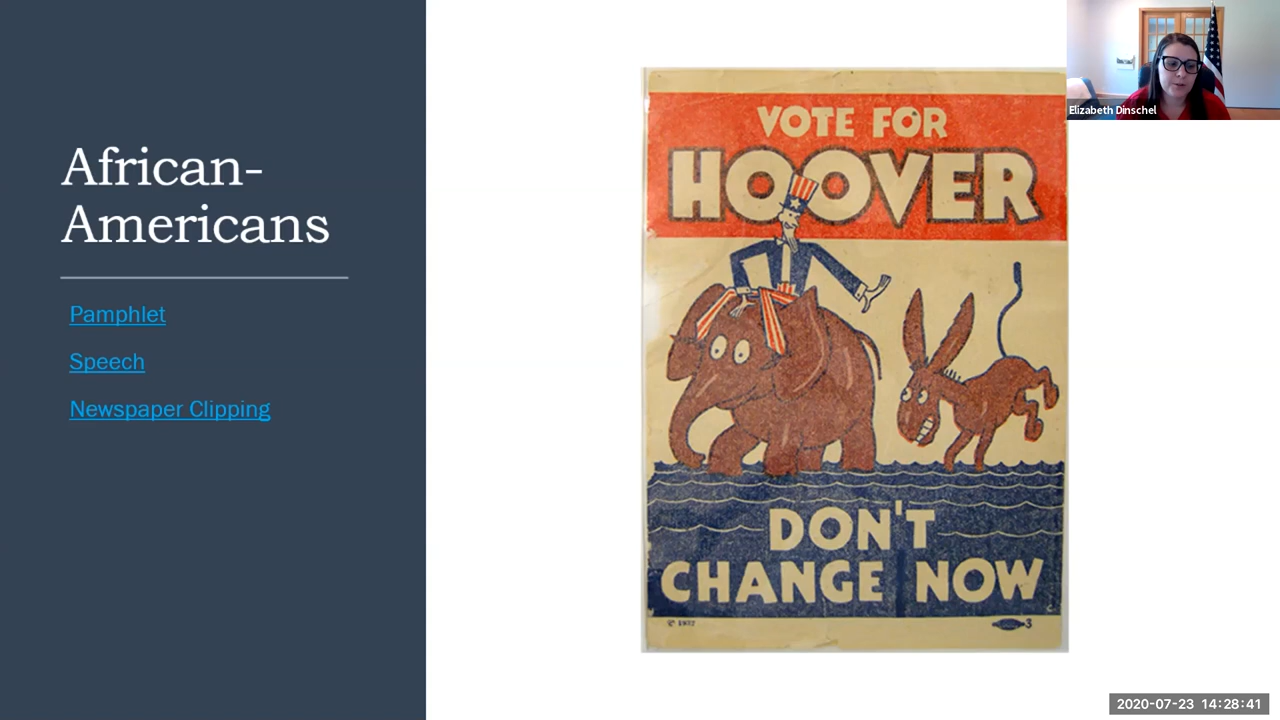 African-
Americans
Pamphlet
Speech
Newspaper Clipping
VOTE FOR
HOOVER
DON'T
CHANGE NOW
3
Elizabeth Dinschel
2020-07-23 14:28:41